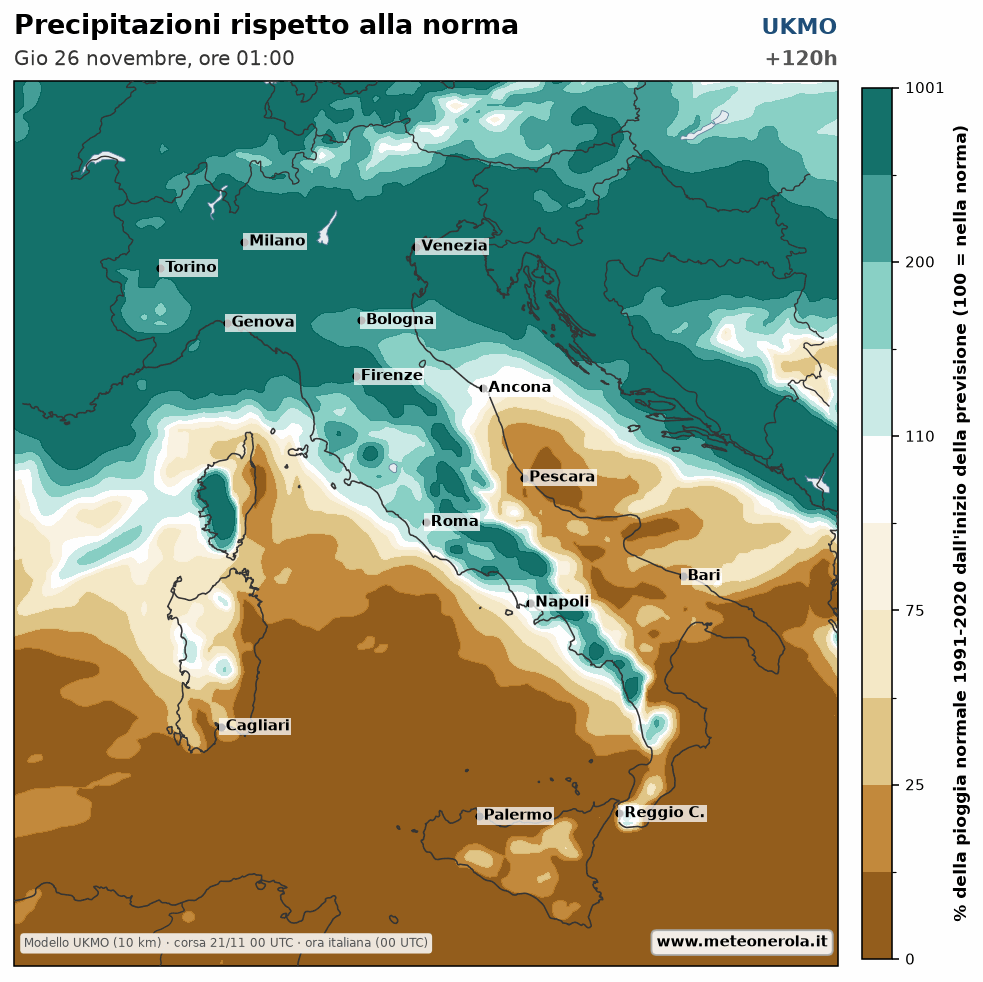 Precipitazioni rispetto alla norma
UKMO
Gio 26 novembre, ore 01:00
+120h
1001
200
110
75
25
0
% della pioggia normale 1991-2020 dall'inizio della previsione (100 = nella norma)
Milano
Venezia
Torino
Genova
Bologna
Firenze
Ancona
Pescara
Roma
Bari
Napoli
Cagliari
Palermo
Reggio C.
Modello UKMO (10 km) · corsa 21/11 00 UTC · ora italiana (00 UTC)
www.meteonerola.it